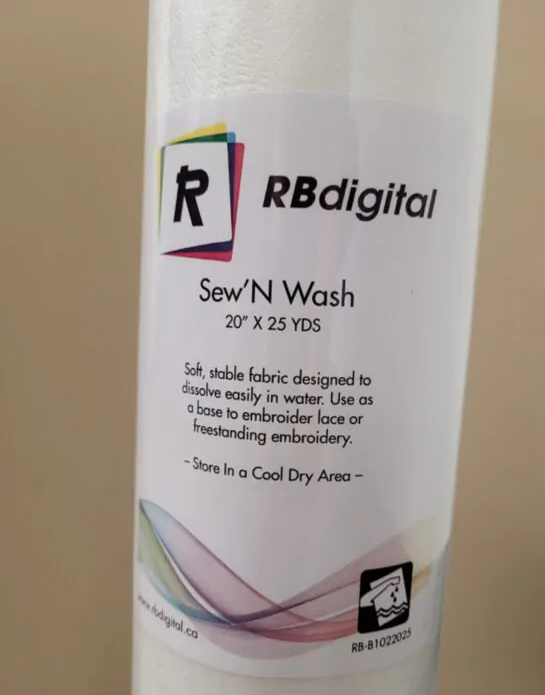 R
RBdigital
Sew'N Wash
20" X 25 YDS
Soft, stable fabric designed to
dissolve easily in water. Use as
a base to embroider lace or
freestanding embroidery.
– Store In a Cool Dry Area –
www.rbdigital.ca
RB-B1022025